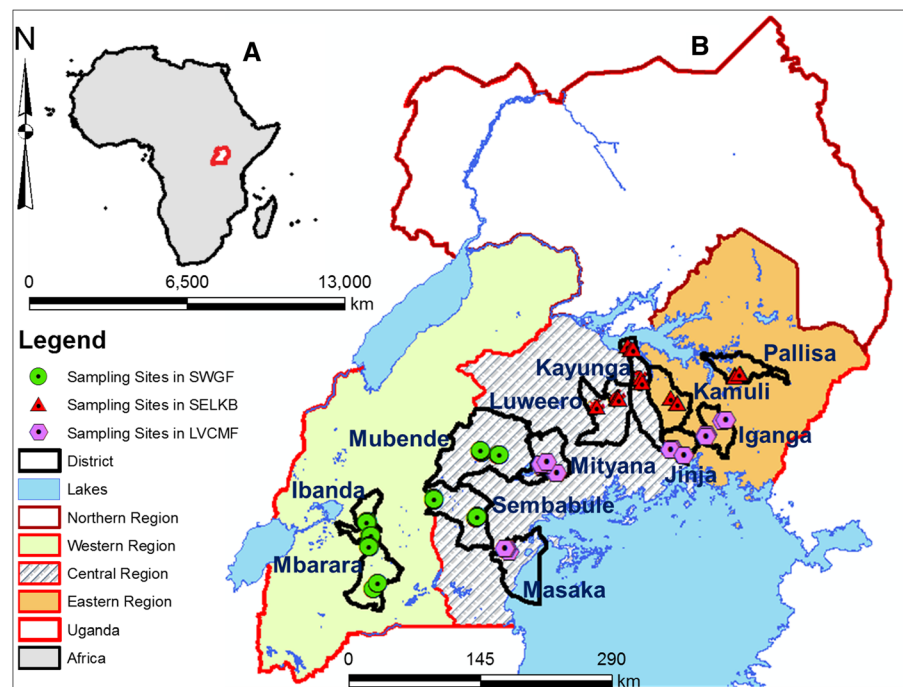 N
A
B
0 6,500 13,000
km
Legend
Sampling Sites in SWGF
Sampling Sites in SELKB
Sampling Sites in LVCMF
District
Lakes
Northern Region
Western Region
Central Region
Eastern Region
Uganda
Africa
Kayunga
Pallisa
Luweero
Kamuli
Mubende
Iganga
Mityana
Jinja
Ibanda
Sembabule
Mbarara
Masaka
0 145 290
km